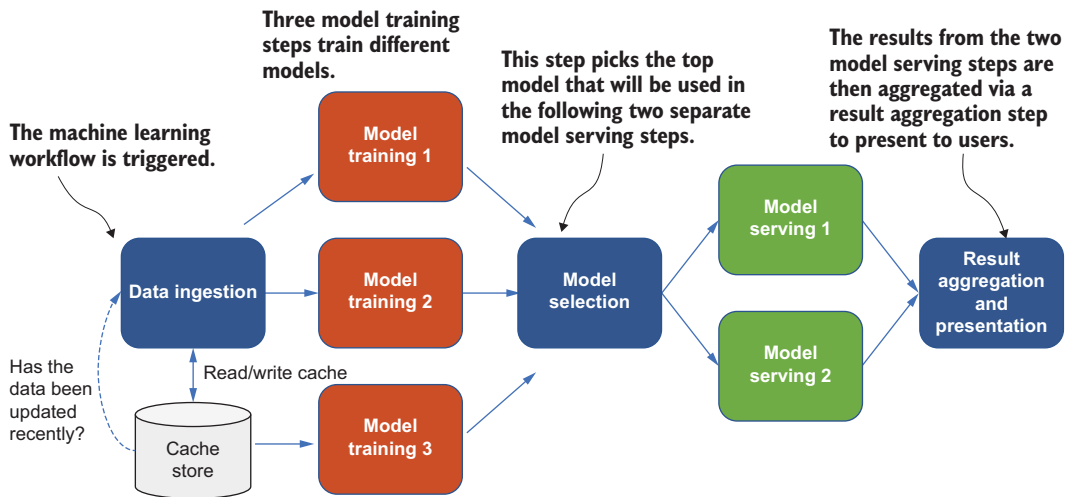 Three model training
steps train different
models.
This step picks the top
model that will be used in
the following two separate
model serving steps.
The results from the two
model serving steps are
then aggregated via a
result aggregation step
to present to users.
The machine learning
workflow is triggered.
Model
training 1
Model
serving 1
Data ingestion
Model
training 2
Model
selection
Result
aggregation
and
presentation
Model
serving 2
Has the
data been
updated
recently?
Read/write cache
Cache
store
Model
training 3